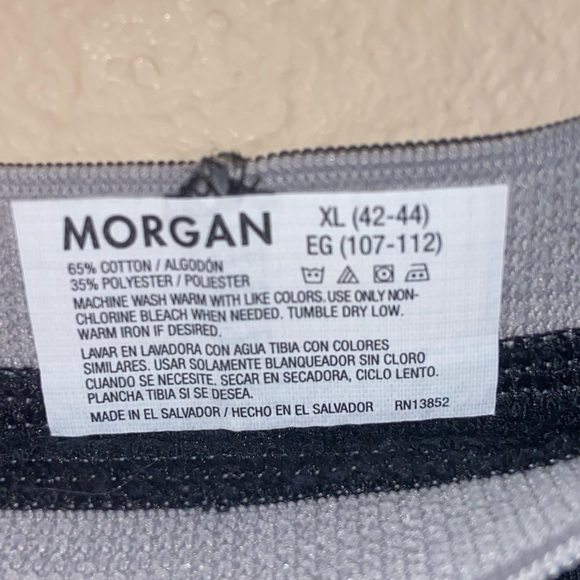 MORGAN
XL (42-44)
EG (107-112)
65% COTTON / ALGODÓN
35% POLYESTER / POLIESTER
MACHINE WASH WARM WITH LIKE COLORS. USE ONLY NON-
CHLORINE BLEACH WHEN NEEDED. TUMBLE DRY LOW.
WARM IRON IF DESIRED.
LAVAR EN LAVADORA CON AGUA TIBIA CON COLORES
SIMILARES. USAR SOLAMENTE BLANQUEADOR SIN CLORO
CUANDO SE NECESITE. SECAR EN SECADORA, CICLO LENTO.
PLANCHA TIBIA SI SE DESEA.
MADE IN EL SALVADOR / HECHO EN EL SALVADOR RN13852